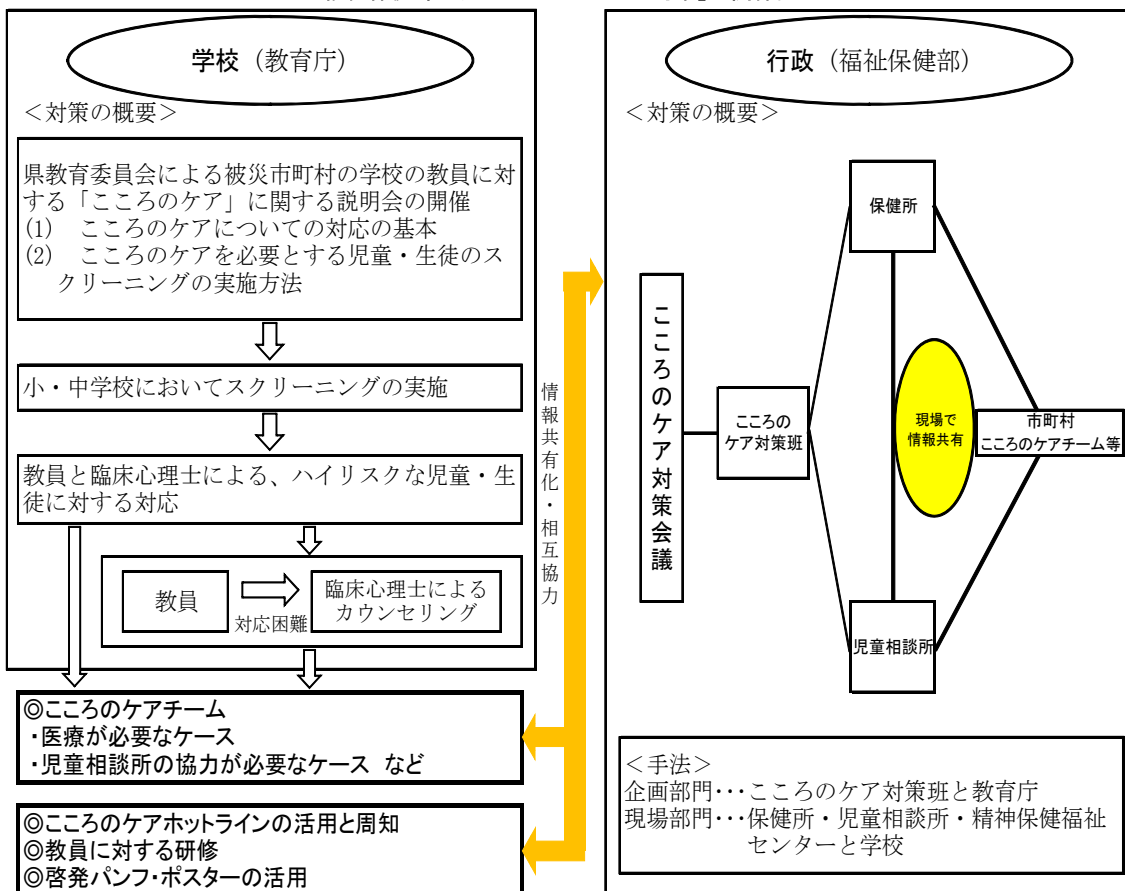 学校（教育庁）
＜対策の概要＞
県教育委員会による被災市町村の学校の教員に対
する「こころのケア」に関する説明会の開催
(1)　こころのケアについての対応の基本
(2)　こころのケアを必要とする児童・生徒のス
クリーニングの実施方法
小・中学校においてスクリーニングの実施
教員と臨床心理士による、ハイリスクな児童・生
徒に対する対応
教員
対応困難
臨床心理士による
カウンセリング
◎こころのケアチーム
・医療が必要なケース
・児童相談所の協力が必要なケース　など
◎こころのケアホットラインの活用と周知
◎教員に対する研修
◎啓発パンフ・ポスターの活用
情報共有化・相互協力
行政（福祉保健部）
＜対策の概要＞
こころのケア対策会議
こころの
ケア対策班
保健所
現場で
情報共有
市町村
こころのケアチーム等
児童相談所
＜手法＞
企画部門･･･こころのケア対策班と教育庁
現場部門･･･保健所・児童相談所・精神保健福祉
センターと学校